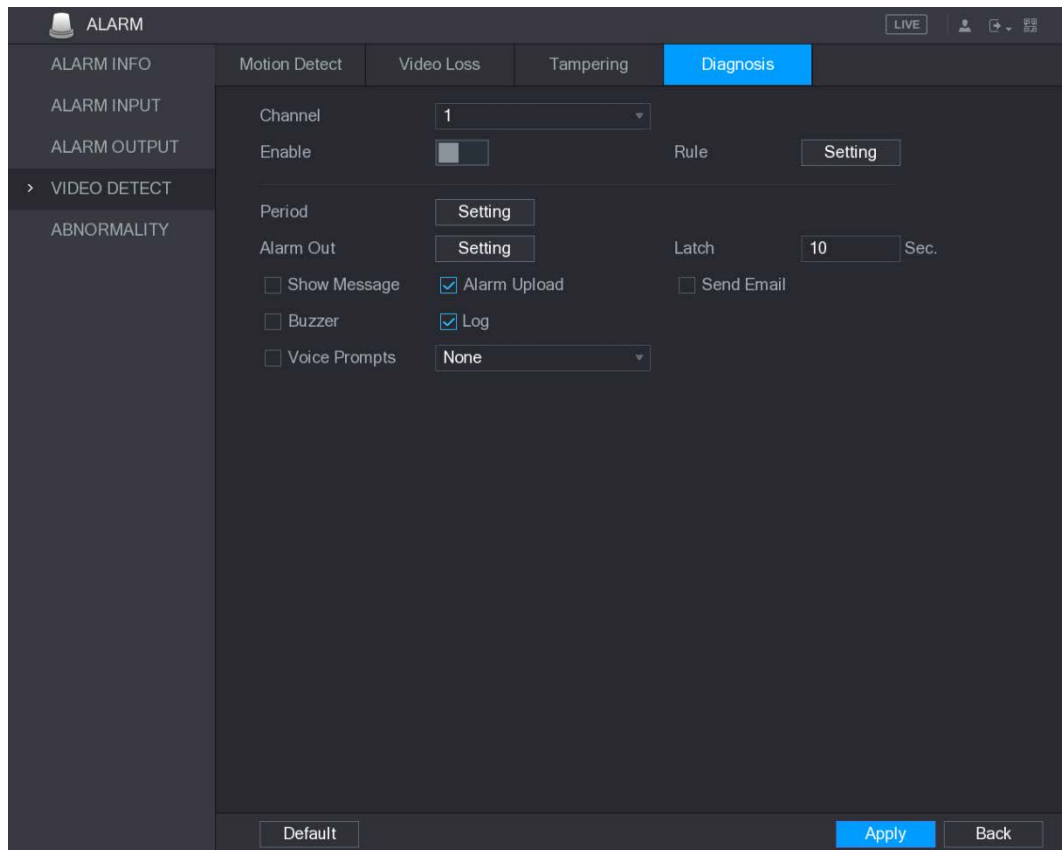 ALARM
LIVE
ALARM INFO
ALARM INPUT
ALARM OUTPUT
> VIDEO DETECT
ABNORMALITY
Motion Detect Video Loss Tampering Diagnosis
Channel 1
Enable Rule Setting
Period Setting
Alarm Out Setting Latch 10 Sec.
Show Message Alarm Upload Send Email
Buzzer Log
Voice Prompts None
Default Apply Back